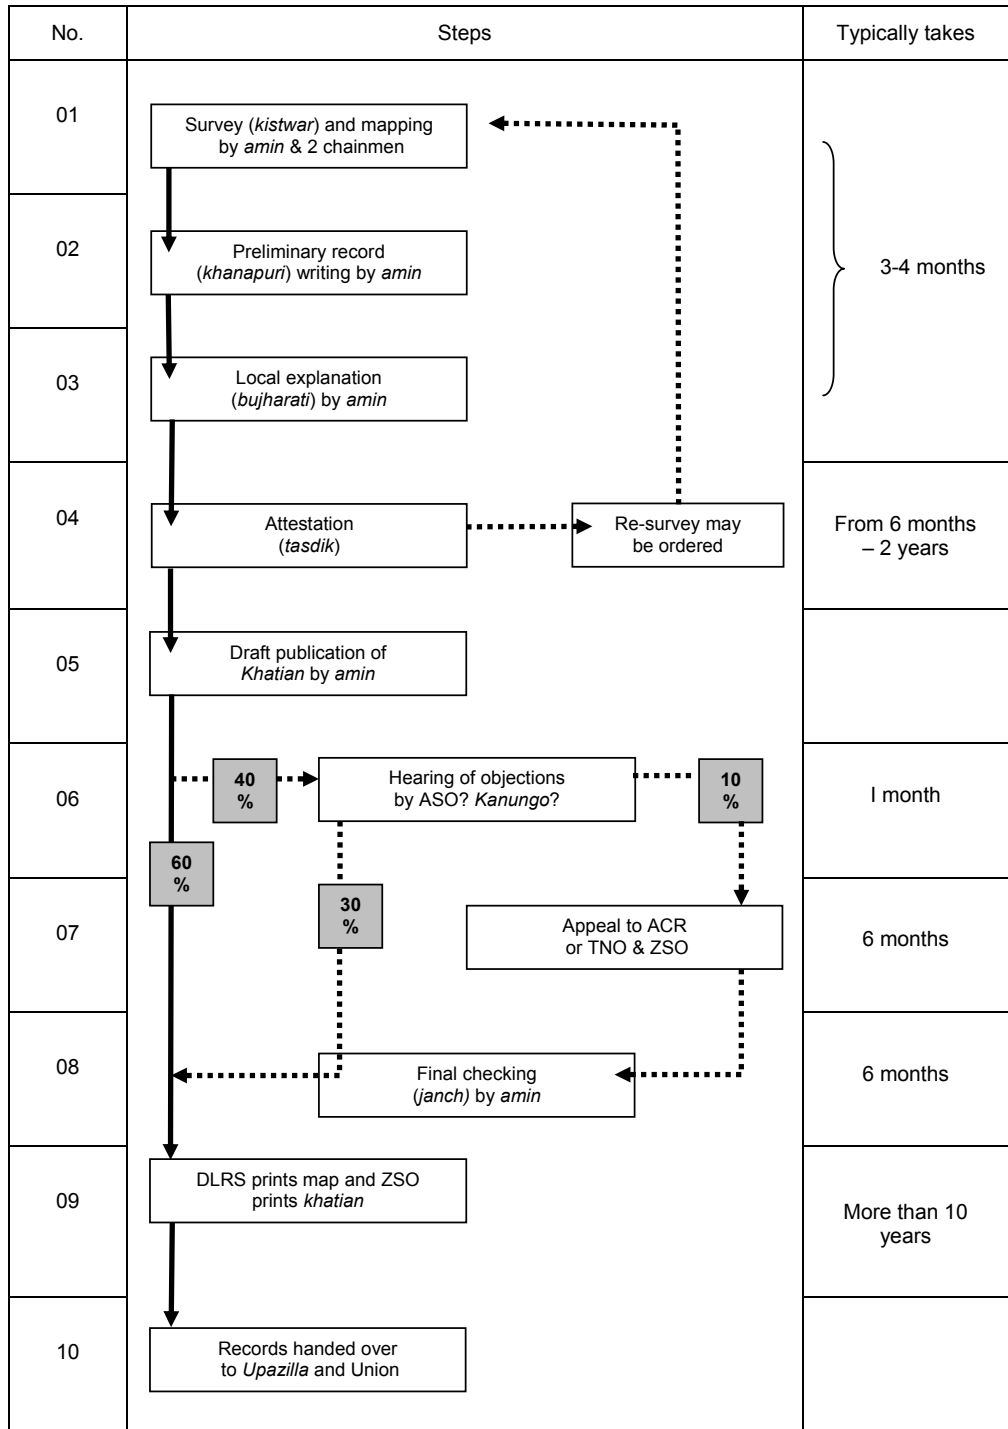 No.
Steps
Typically takes
01
Survey (kistwar) and mapping
by amin & 2 chainmen
02
Preliminary record
(khanapuri) writing by amin
3-4 months
03
Local explanation
(bujharati) by amin
04
Attestation
(tasdik)
Re-survey may
be ordered
From 6 months
– 2 years
05
Draft publication of
Khatian by amin
06
40
%
Hearing of objections
by ASO? Kanungo?
10
%
I month
60
%
30
%
07
Appeal to ACR
or TNO & ZSO
6 months
08
Final checking
(janch) by amin
6 months
09
DLRS prints map and ZSO
prints khatian
More than 10
years
10
Records handed over
to Upazilla and Union